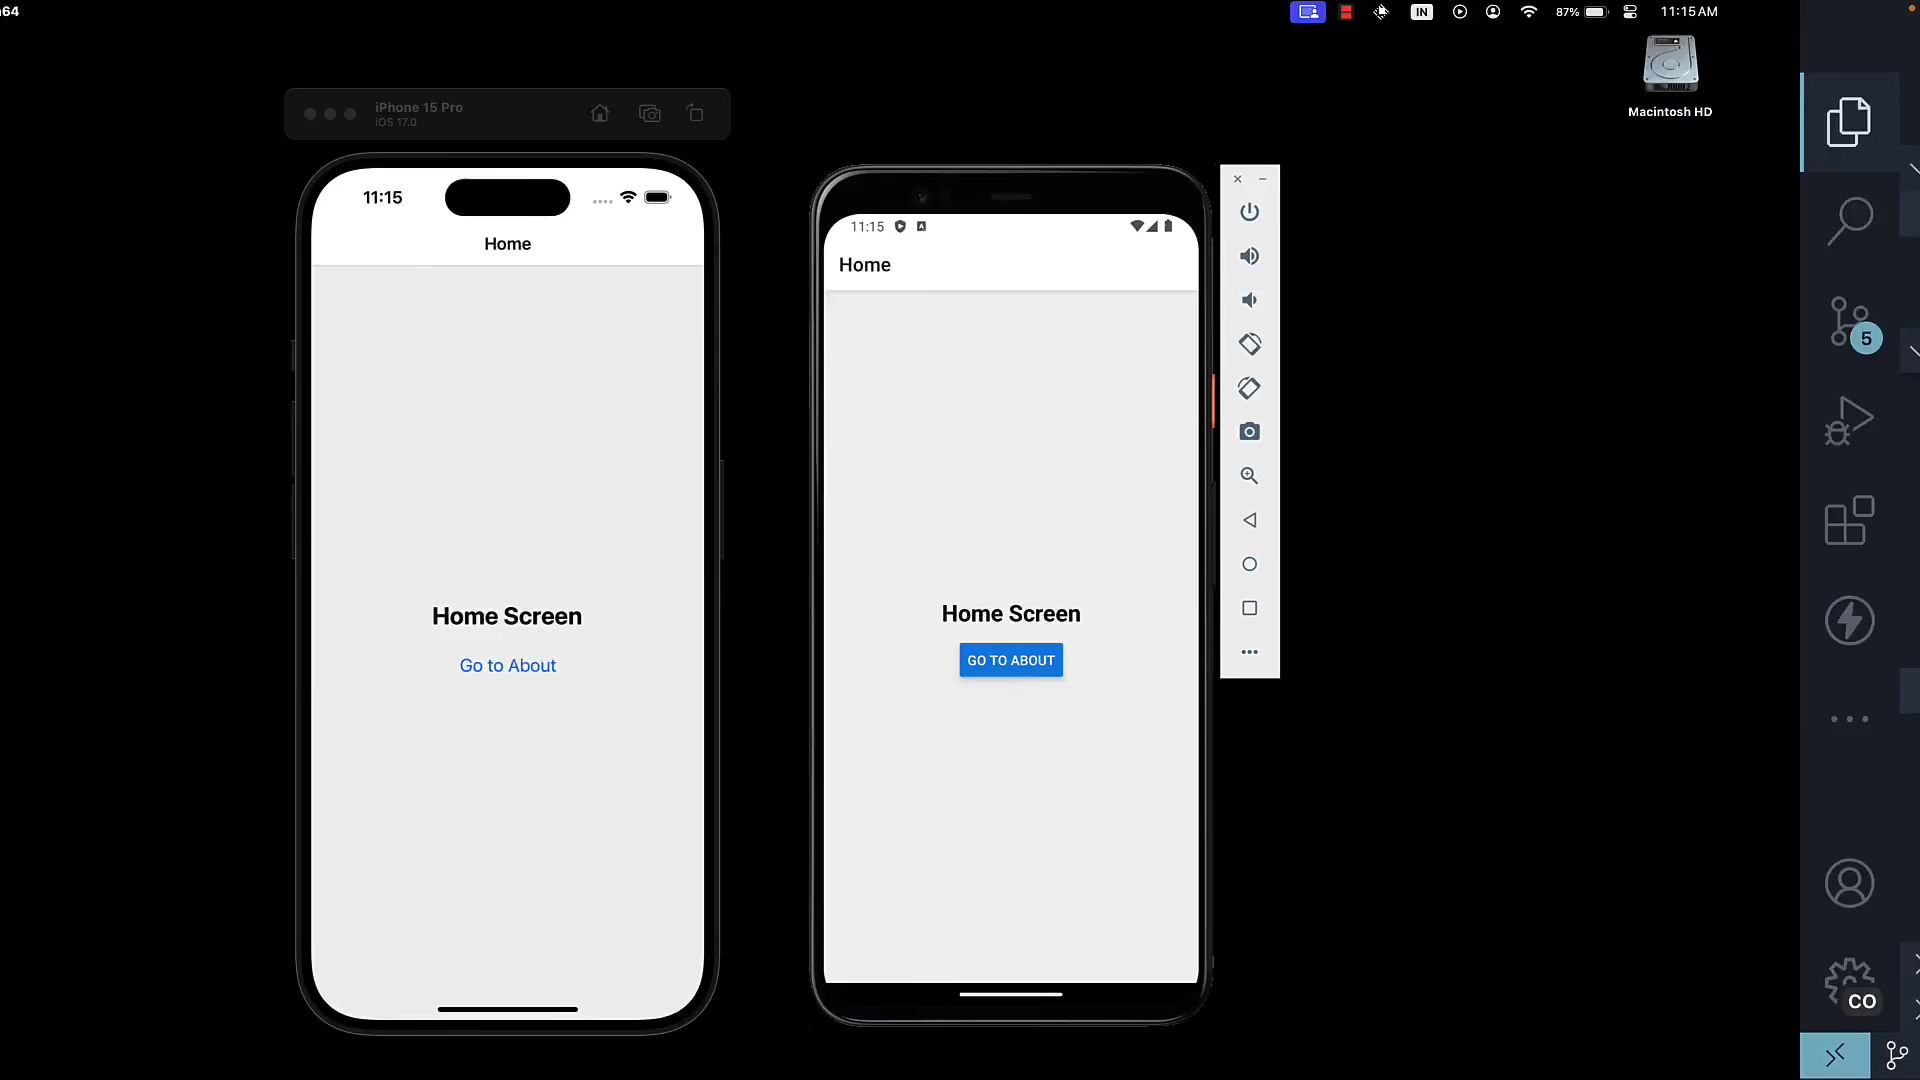 64
IN
87%
11:15 AM
Macintosh HD
iPhone 15 Pro
iOS 17.0
11:15
Home
Home Screen
Go to About
11:15
A
Home
Home Screen
GO TO ABOUT
5
CO